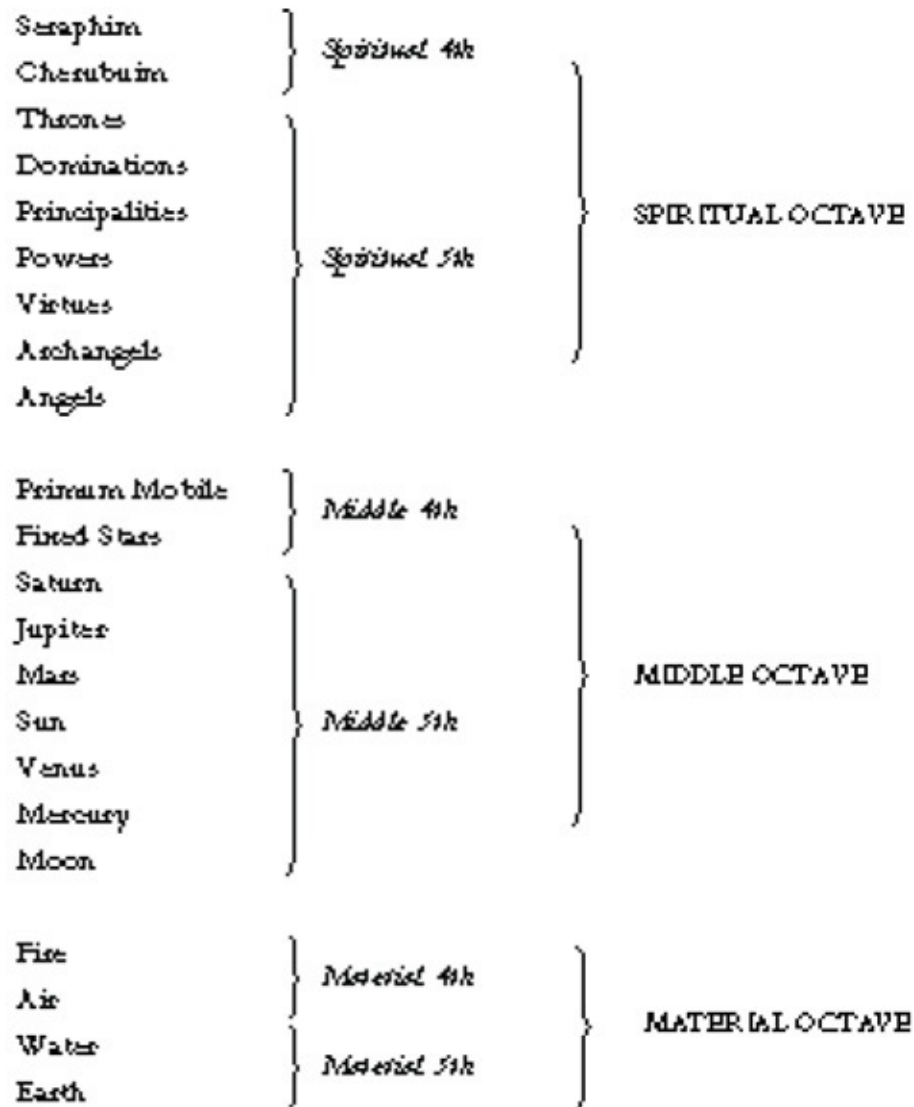 Seraphim
Spiritual 4th
Cherubuim
Thrones
Dominations
Principalities
SPIRITUAL OCTAVE
Powers
Spiritual 5th
Virtues
Archangels
Angels
Primum Mobile
Middle 4th
Fixed Stars
Saturn
Jupiter
Mars
MIDDLE OCTAVE
Sun
Middle 5th
Venus
Mercury
Moon
Fire
Material 4th
Air
MATERIAL OCTAVE
Water
Material 5th
Earth